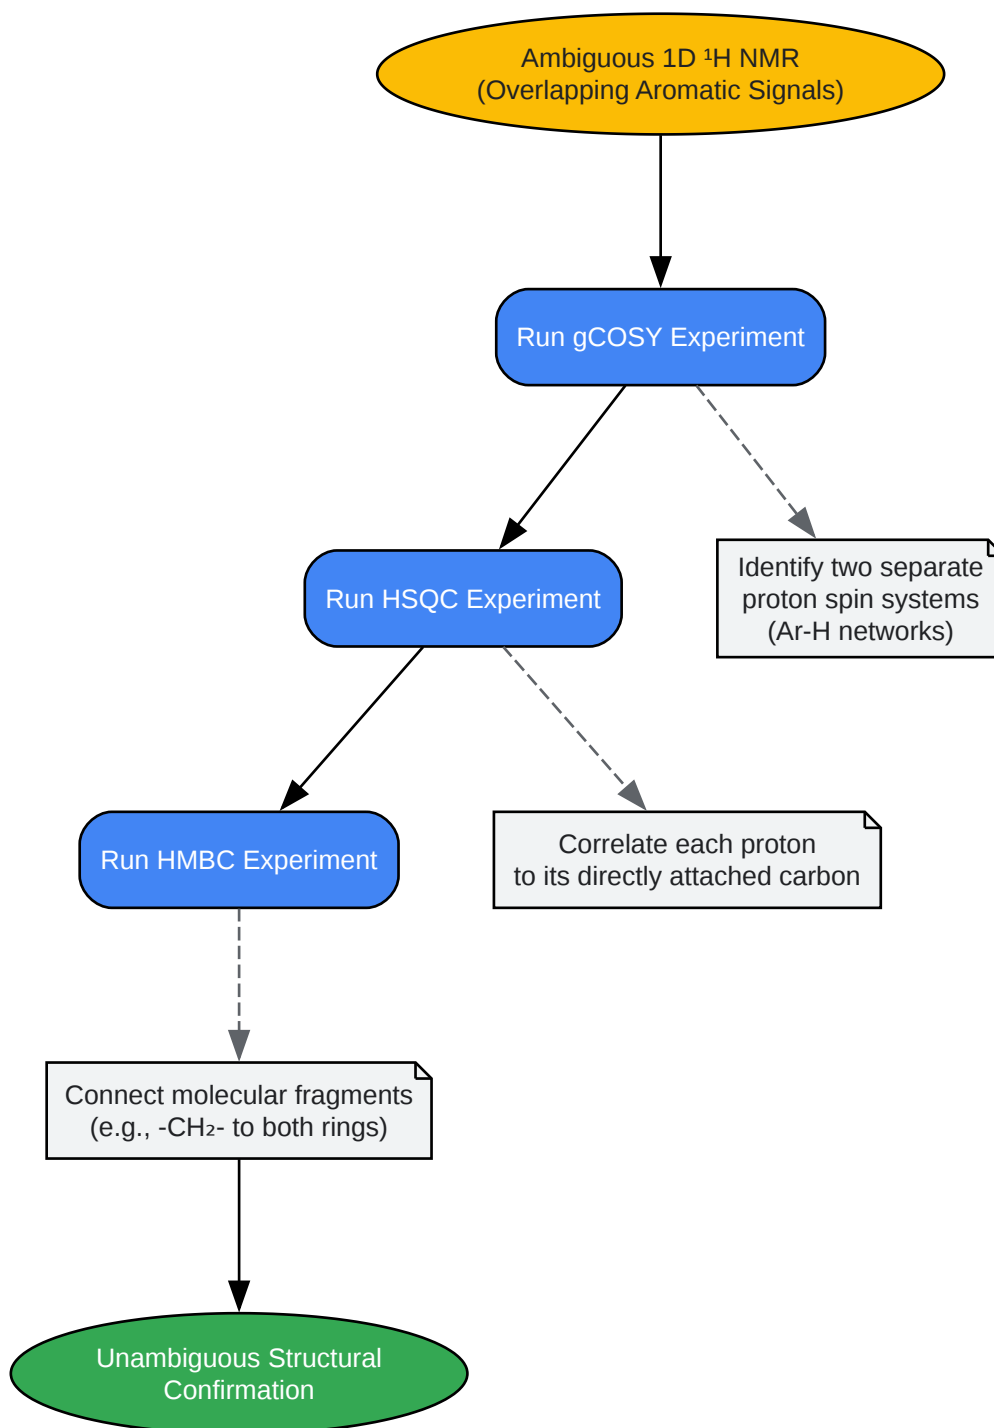 Ambiguous 1D ¹H NMR
(Overlapping Aromatic Signals)
Run gCOSY Experiment
Identify two separate
proton spin systems
(Ar-H networks)
Run HSQC Experiment
Correlate each proton
to its directly attached carbon
Run HMBC Experiment
Connect molecular fragments
(e.g., -CH₂- to both rings)
Unambiguous Structural
Confirmation